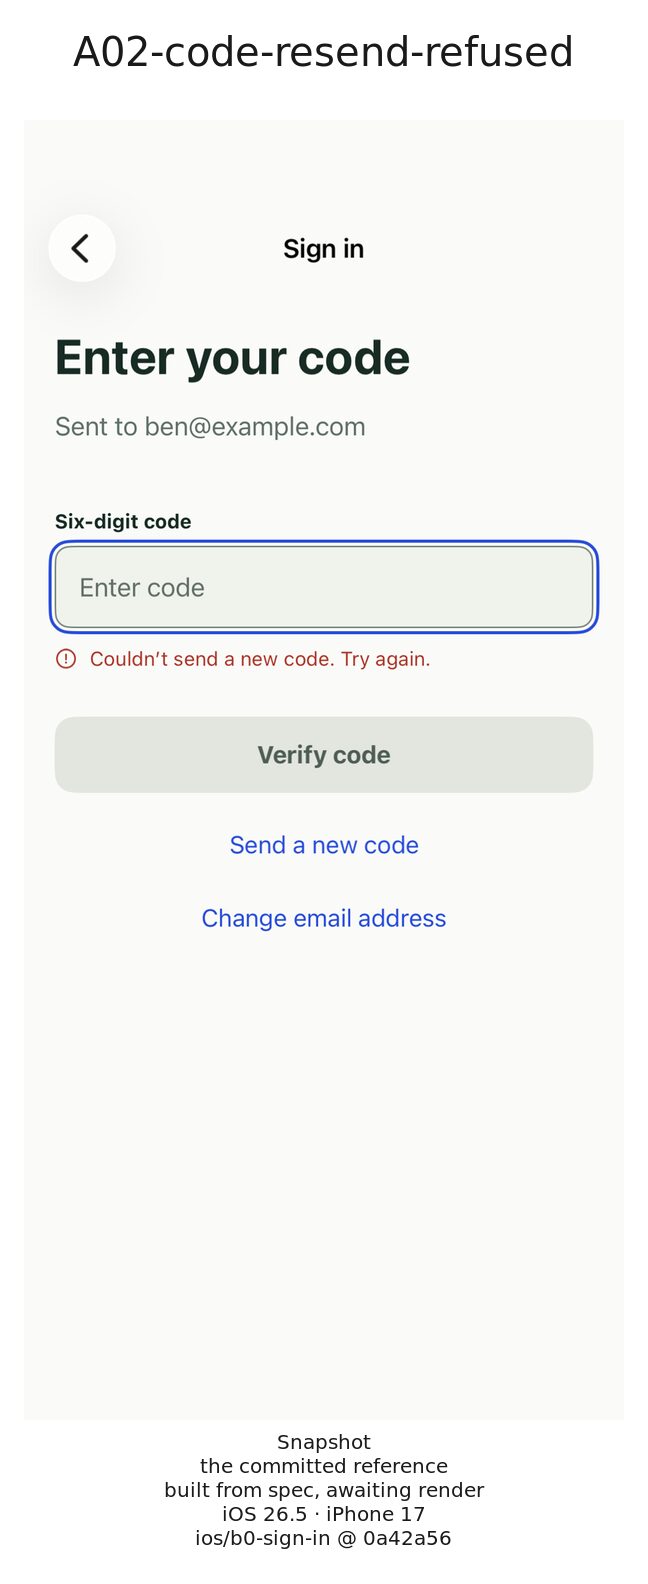 A02-code-resend-refused
Sign in
Enter your code
Sent to ben@example.com
Six-digit code
Enter code
Couldn’t send a new code. Try again.
Verify code
Send a new code
Change email address
Snapshot
the committed reference
built from spec, awaiting render
iOS 26.5 · iPhone 17
ios/b0-sign-in @ 0a42a56